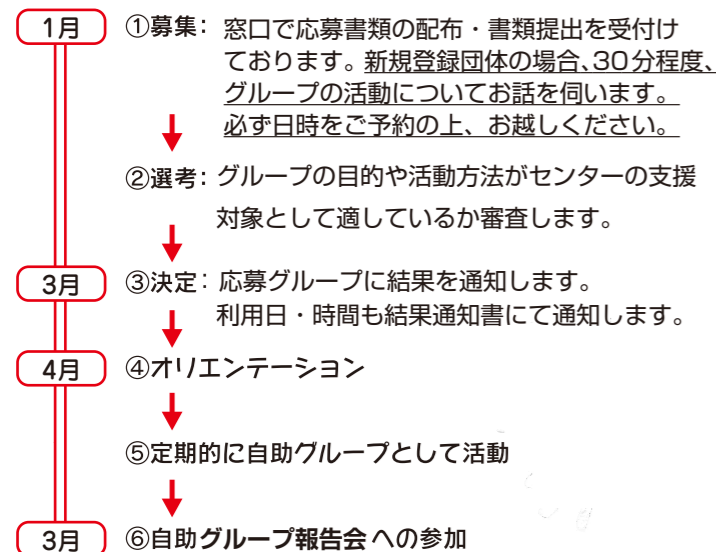 1月 ①募集： 窓口で応募書類の配布・書類提出を受付け
ております。新規登録団体の場合、30分程度、
グループの活動についてお話を伺います。
必ず日時をご予約の上、お越しください。
②選考：グループの目的や活動方法がセンターの支援
対象として適しているか審査します。
3月 ③決定：応募グループに結果を通知します。
利用日・時間も結果通知書にて通知します。
4月 ④オリエンテーション
⑤定期的に自助グループとして活動
3月 ⑥自助グループ報告会への参加